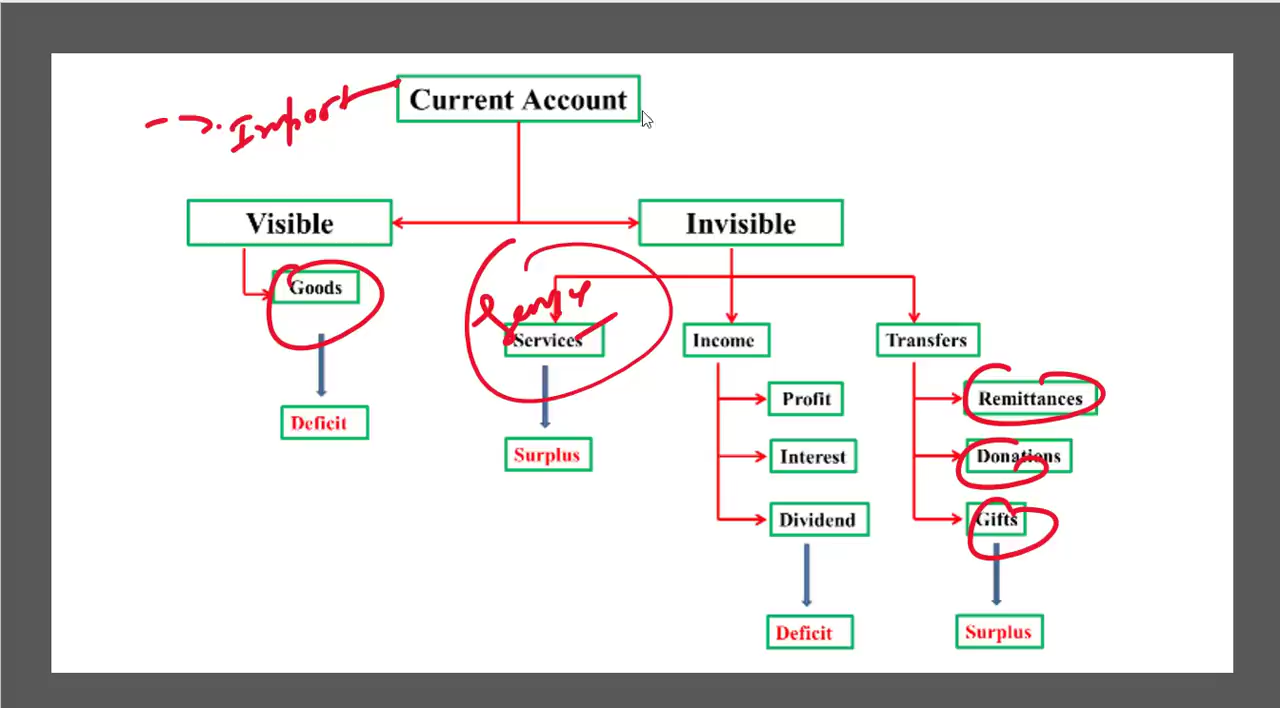 Current Account
Import
Visible
Invisible
Goods
Services
Income
Transfers
Profit
Remittances
Deficit
Surplus
Interest
Donations
Dividend
Gifts
Deficit
Surplus